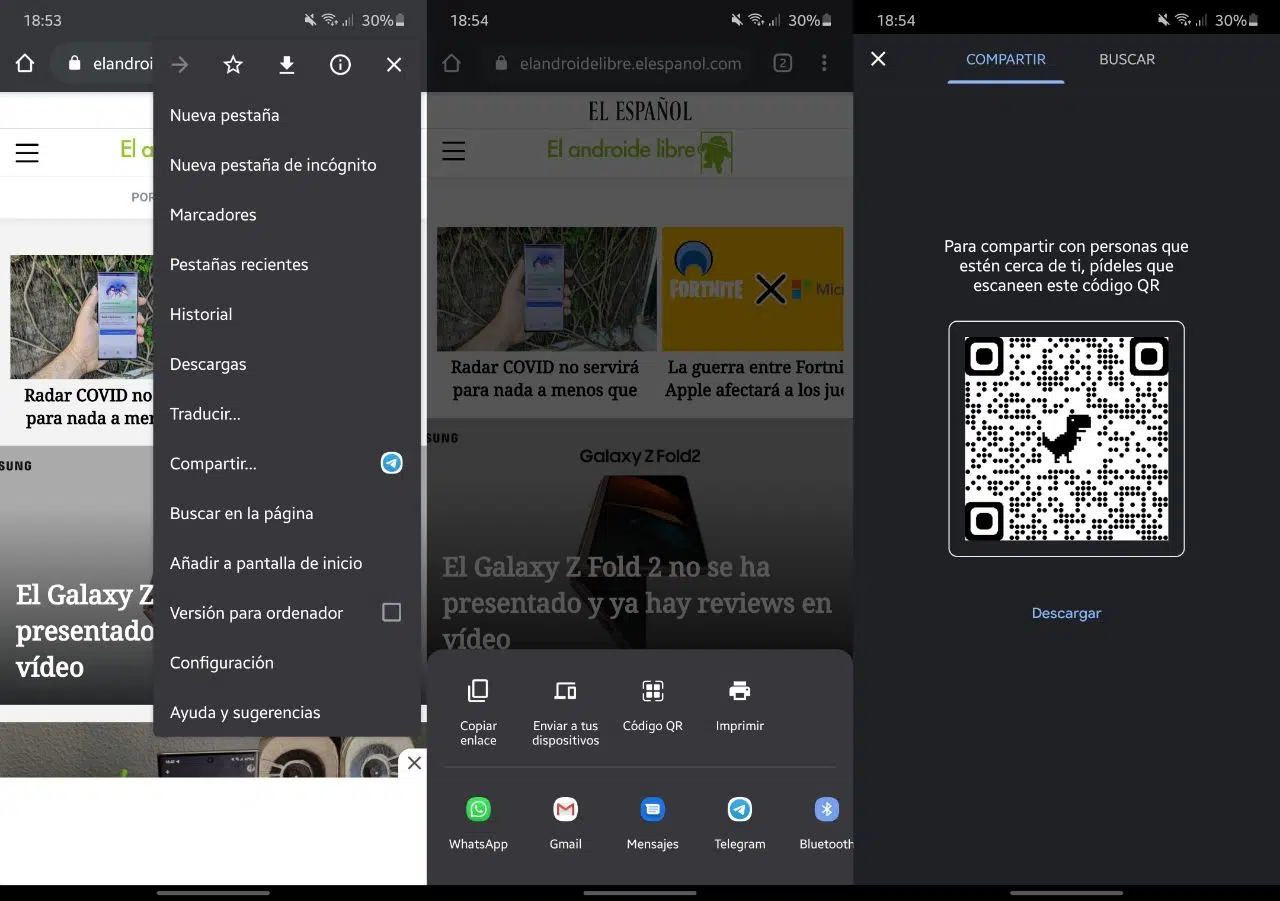 18:53
30%
elandroi
Nueva pestaña
Nueva pestaña de incógnito
Marcadores
Pestañas recientes
Historial
Descargas
Traducir...
Compartir...
Buscar en la página
Añadir a pantalla de inicio
Versión para ordenador
Configuración
Ayuda y sugerencias
El a
POR
Radar COVID no
para nada a mer
SUNG
El Galaxy Z
presentado
vídeo
18:54
30%
elandroidelibre.elespanol.com
2
EL ESPAÑOL
El androide libre
FORTNITE
Micr
Radar COVID no servirá
para nada a menos que
La guerra entre Fortni
Apple afectará a los jue
SUNG
Galaxy Z Fold2
El Galaxy Z Fold 2 no se ha
presentado y ya hay reviews en
vídeo
Copiar
enlace
Enviar a tus
dispositivos
Código QR
Imprimir
WhatsApp
Gmail
Mensajes
Telegram
Bluetooth
18:54
30%
COMPARTIR
BUSCAR
Para compartir con personas que
estén cerca de ti, pídeles que
escaneen este código QR
Descargar